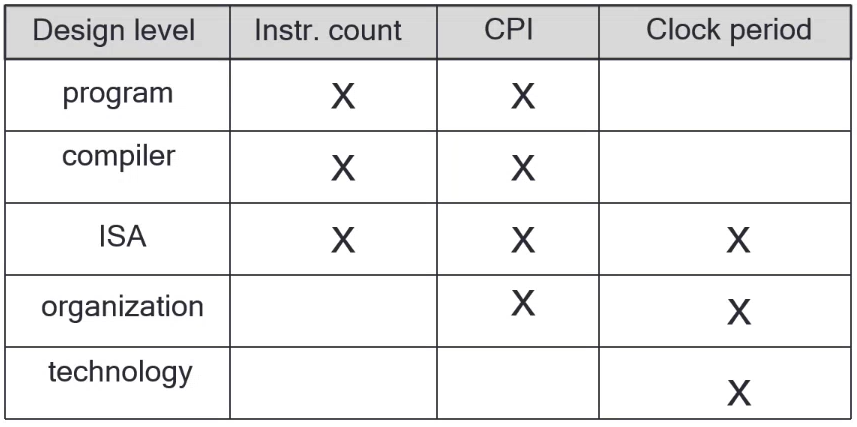 Design level Instr. count CPI Clock period
program X X
compiler X X
ISA X X X
organization X X
technology X